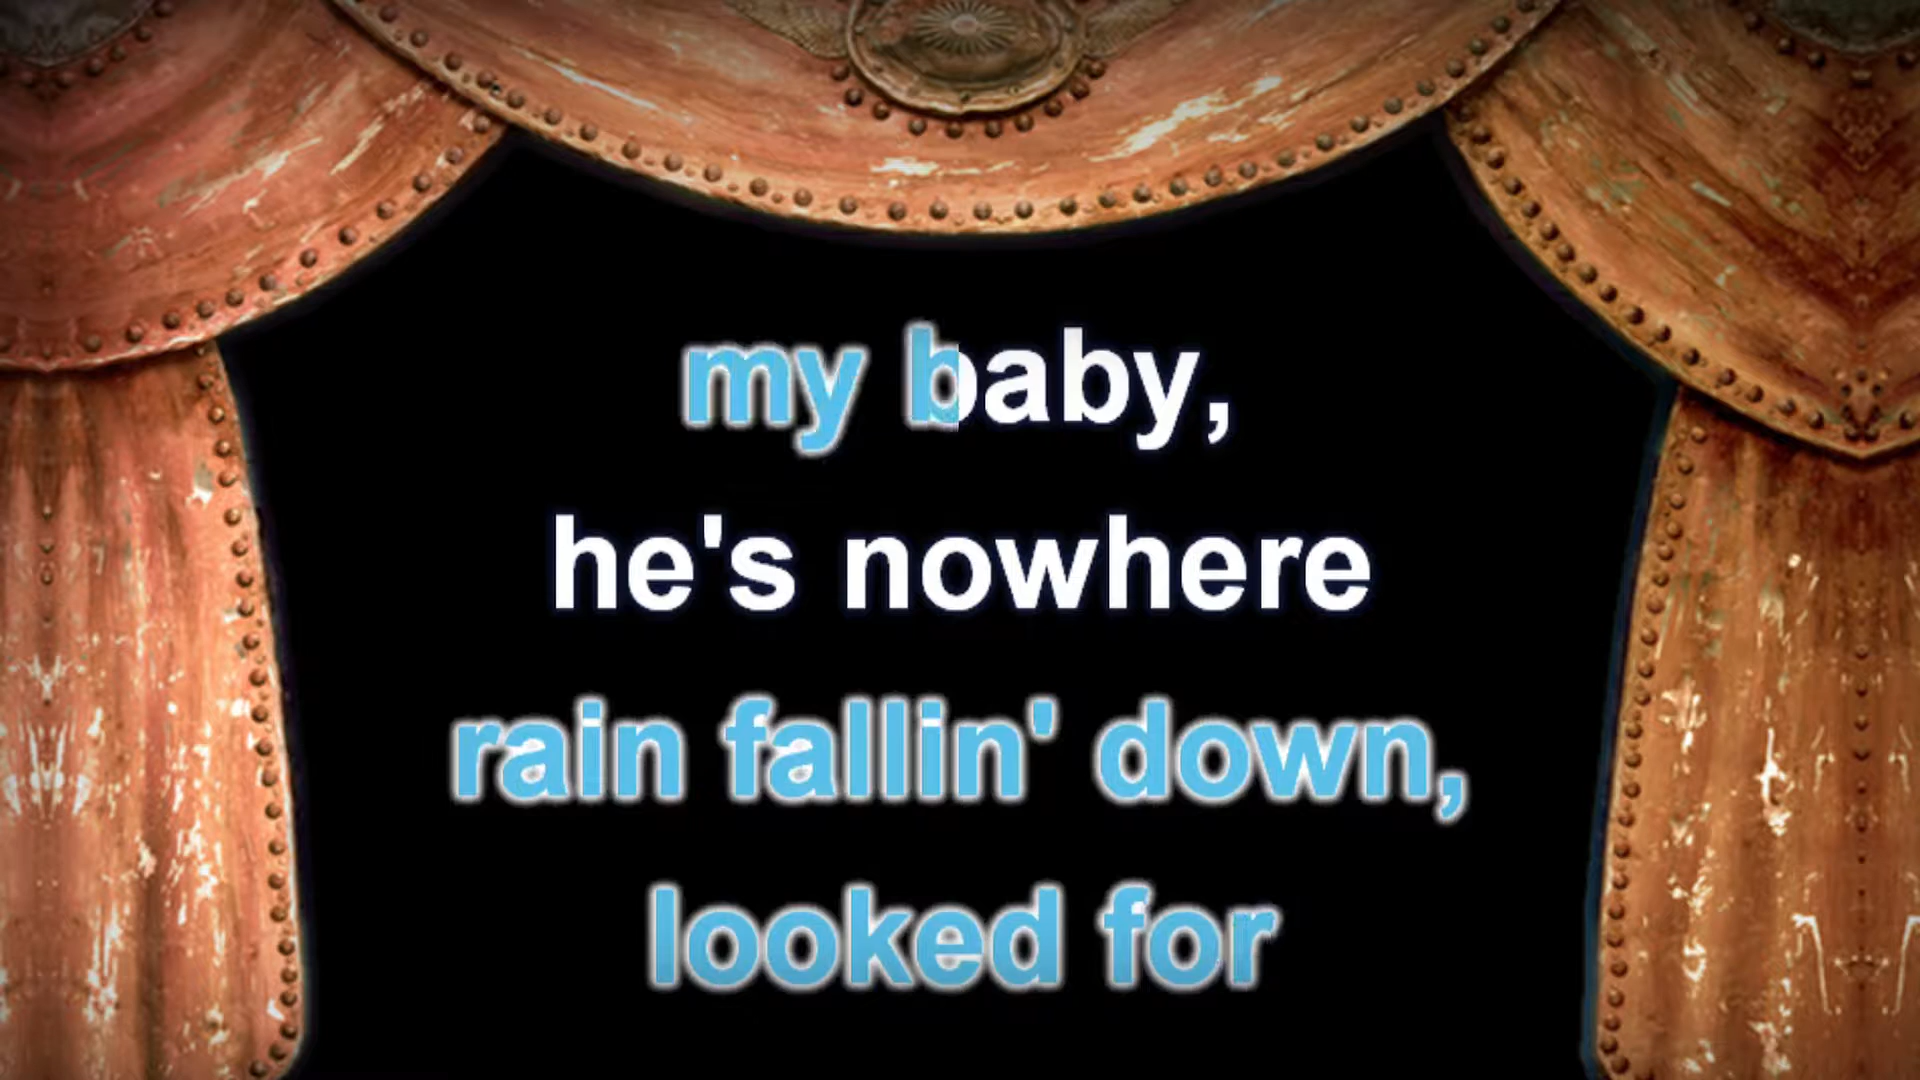 my baby,
he's nowhere
rain fallin' down,
looked for